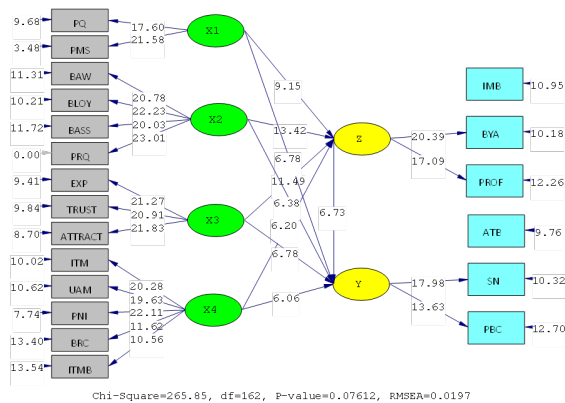 9.68 PQ 17.60 X1
3.48 PMS 21.58
11.31 BAW
10.21 BLOY 20.78
22.23 X2
11.72 BASS 20.03
0.00 PRQ 23.01
9.41 EXP
9.84 TRUST 21.27
20.91 X3
8.70 ATTRACT 21.83
10.02 ITM
10.62 UAM 20.28
19.63
7.74 PNI 22.11 X4
13.40 BRC 11.62
13.54 ITMB 10.56
9.15
13.42 Z
6.78
11.49
6.38 6.73
6.20
6.78
6.06 Y
IMB 10.95
20.39 BYA 10.18
17.09 PROF 12.26
ATB 9.76
17.98 SN 10.32
13.63 PBC 12.70
Chi-Square=265.85, df=162, P-value=0.07612, RMSEA=0.0197